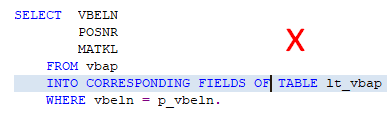 SELECT VBELN
POSNR
MATKL
FROM vbap
INTO CORRESPONDING FIELDS OF TABLE lt_vbap
WHERE vbeln = p_vbeln.
X